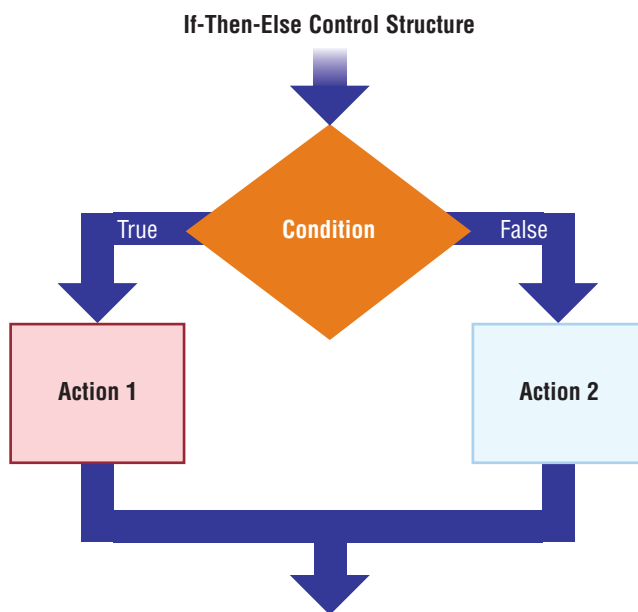 If-Then-Else Control Structure
True
Condition
False
Action 1
Action 2